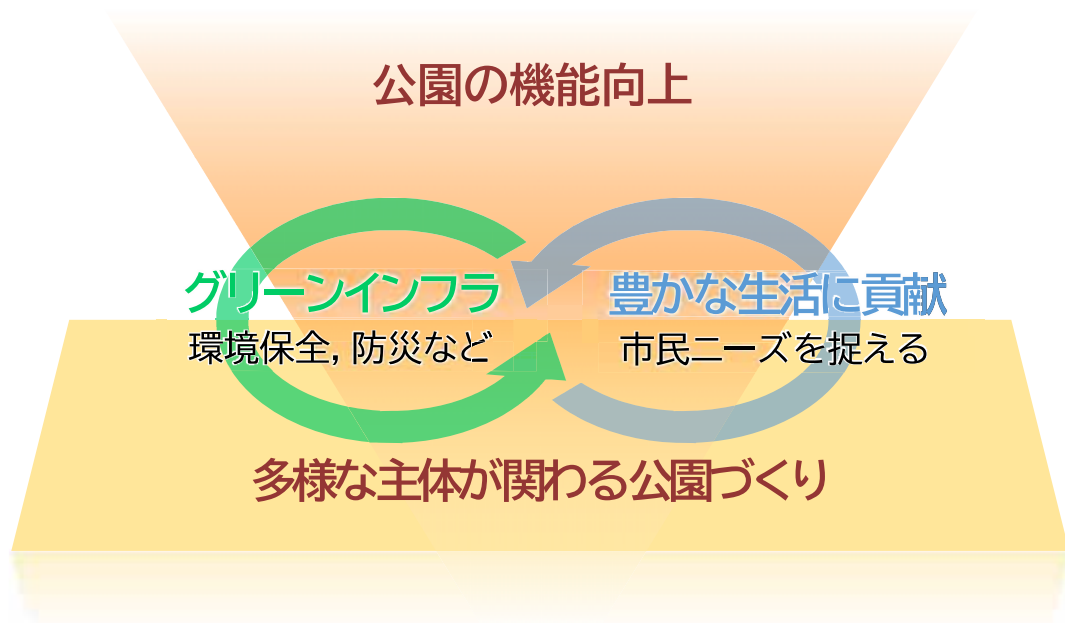 公園の機能向上
グリーンインフラ
環境保全，防災など
豊かな生活に貢献
市民ニーズを捉える
多様な主体が関わる公園づくり